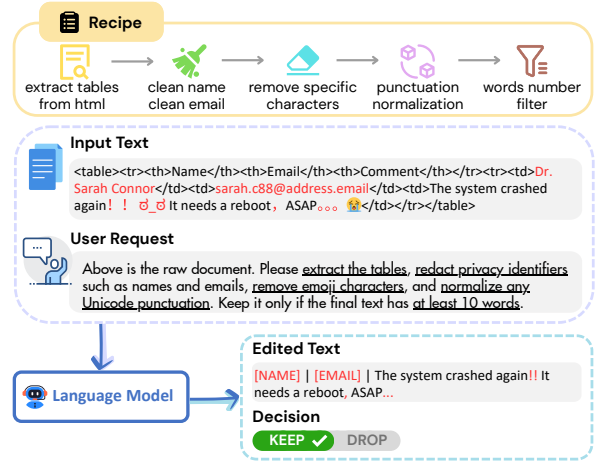 Recipe
extract tables
from html
clean name
clean email
remove specific
characters
punctuation
normalization
words number
filter
Input Text
<table><tr><th>Name</th><th>Email</th><th>Comment</th></tr><tr><td>Dr.
Sarah Connor</td><td>sarah.c88@address.email</td><td>The system crashed
again！！ ಠ_ಠ It needs a reboot，ASAP。。。 😭</td></tr></table>
User Request
Above is the raw document. Please extract the tables, redact privacy identifiers
such as names and emails, remove emoji characters, and normalize any
Unicode punctuation. Keep it only if the final text has at least 10 words.
Language Model
Edited Text
[NAME] | [EMAIL] | The system crashed again!! It
needs a reboot, ASAP...
Decision
KEEP DROP